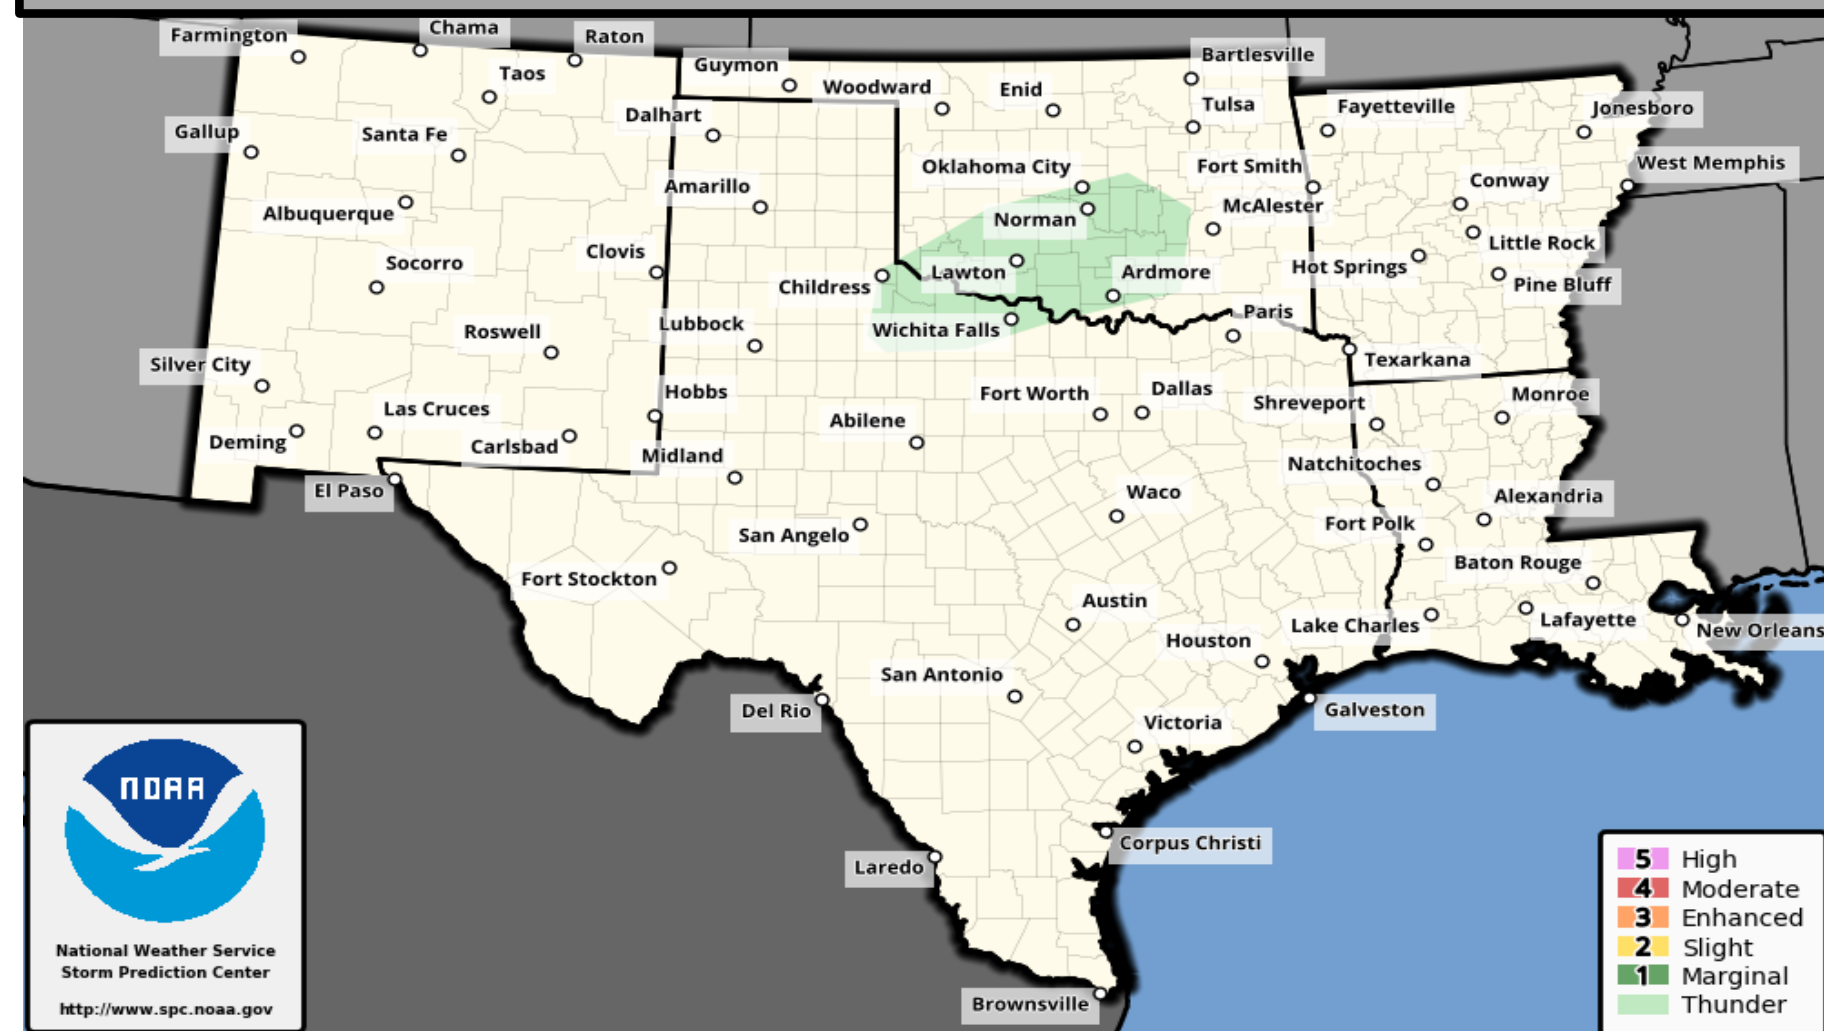 Farmington
Chama
Raton
Taos
Guymon
Woodward
Enid
Bartlesville
Tulsa
Fayetteville
Jonesboro
Gallup
Santa Fe
Dalhart
Oklahoma City
Fort Smith
Conway
West Memphis
Albuquerque
Amarillo
Norman
McAlester
Little Rock
Socorro
Clovis
Childress
Lawton
Ardmore
Hot Springs
Pine Bluff
Roswell
Lubbock
Wichita Falls
Paris
Texarkana
Silver City
Las Cruces
Hobbs
Fort Worth
Dallas
Shreveport
Monroe
Deming
Carlsbad
Midland
Abilene
Natchitoches
El Paso
Waco
Alexandria
San Angelo
Fort Polk
Fort Stockton
Baton Rouge
Austin
Lake Charles
Lafayette
New Orleans
Houston
San Antonio
Del Rio
Victoria
Galveston
Corpus Christi
Laredo
Brownsville
NOAA
National Weather Service
Storm Prediction Center
http://www.spc.noaa.gov
5 High
4 Moderate
3 Enhanced
2 Slight
1 Marginal
Thunder